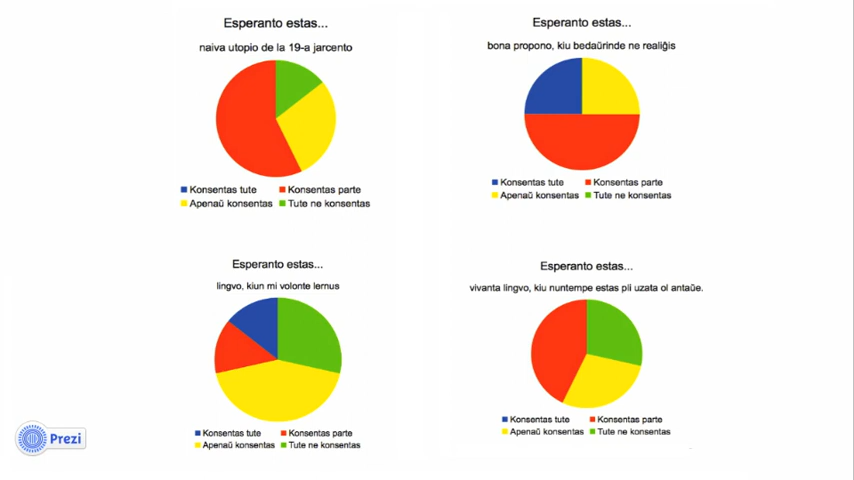 Esperanto estas...
naiva utopio de la 19-a jarcento
Konsentas tute Konsentas parte
Apenaŭ konsentas Tute ne konsentas
Esperanto estas...
bona propono, kiu bedaŭrinde ne realiĝis
Konsentas tute Konsentas parte
Apenaŭ konsentas Tute ne konsentas
Esperanto estas...
lingvo, kiun mi volonte lernus
Konsentas tute Konsentas parte
Apenaŭ konsentas Tute ne konsentas
Esperanto estas...
vivanta lingvo, kiu nuntempe estas pli uzata ol antaŭe.
Konsentas tute Konsentas parte
Apenaŭ konsentas Tute ne konsentas
Prezi